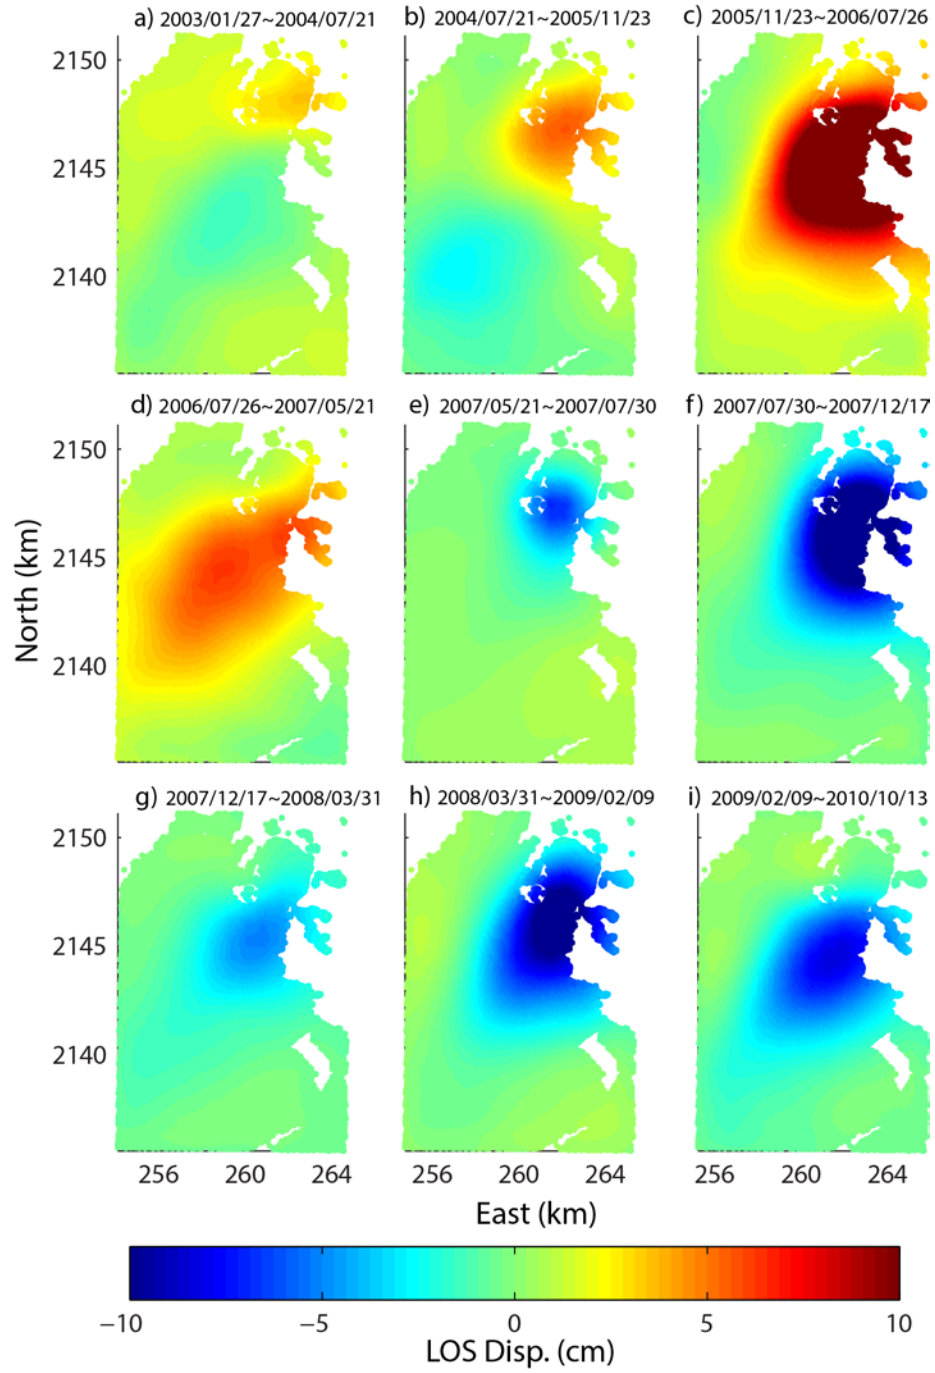 a) 2003/01/27~2004/07/21
b) 2004/07/21~2005/11/23
c) 2005/11/23~2006/07/26
2150
2145
2140
d) 2006/07/26~2007/05/21
e) 2007/05/21~2007/07/30
f) 2007/07/30~2007/12/17
2150
2145
2140
North (km)
g) 2007/12/17~2008/03/31
h) 2008/03/31~2009/02/09
i) 2009/02/09~2010/10/13
2150
2145
2140
256 260 264
256 260 264
256 260 264
East (km)
−10 −5 0 5 10
LOS Disp. (cm)